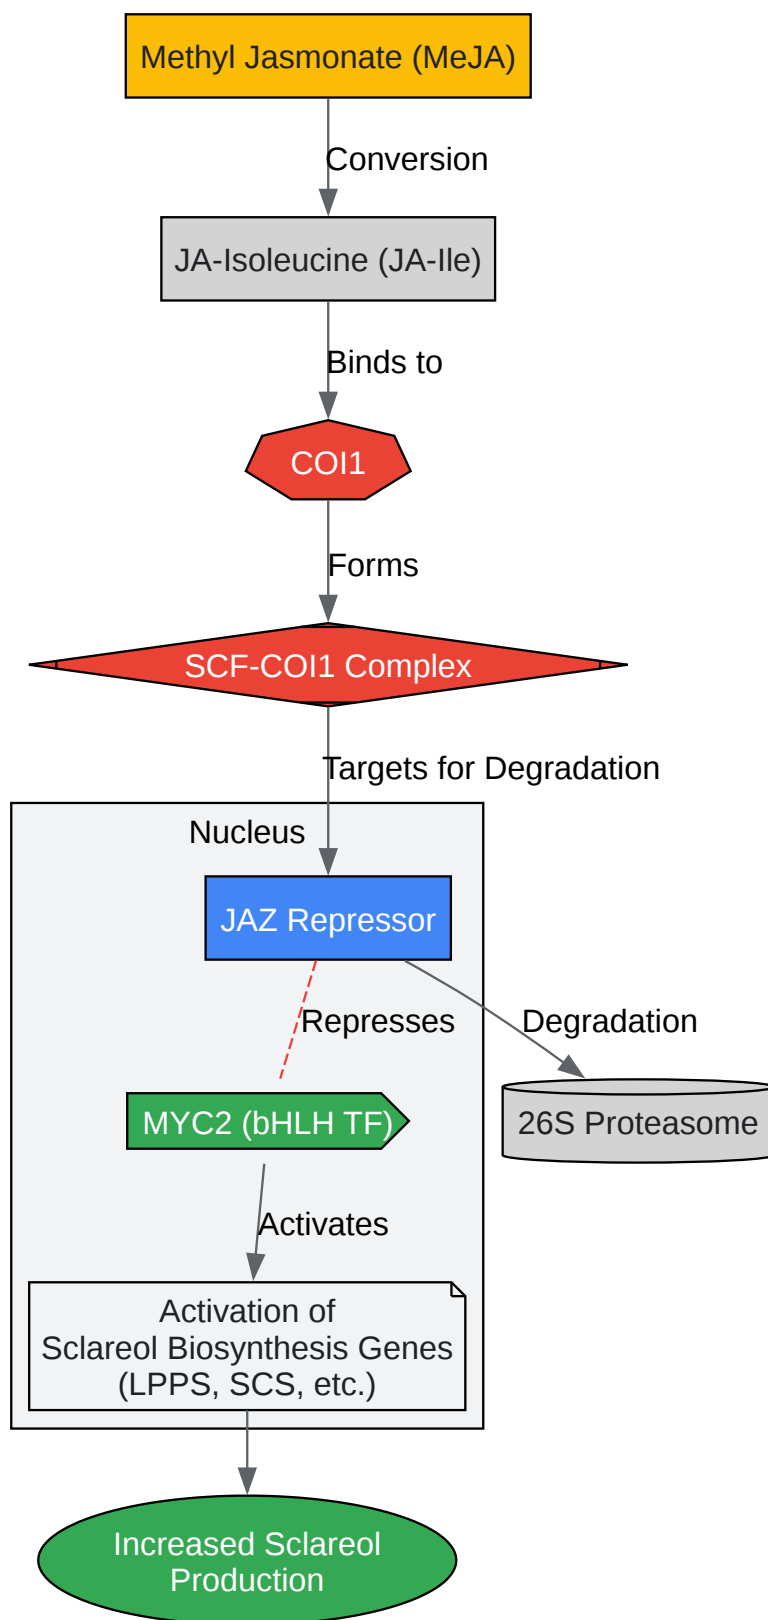 Methyl Jasmonate (MeJA)
Conversion
JA-Isoleucine (JA-Ile)
Binds to
COI1
Forms
SCF-COI1 Complex
Targets for Degradation
Nucleus
JAZ Repressor
Represses
Degradation
MYC2 (bHLH TF)
26S Proteasome
Activates
Activation of
Sclareol Biosynthesis Genes
(LPPS, SCS, etc.)
Increased Sclareol
Production